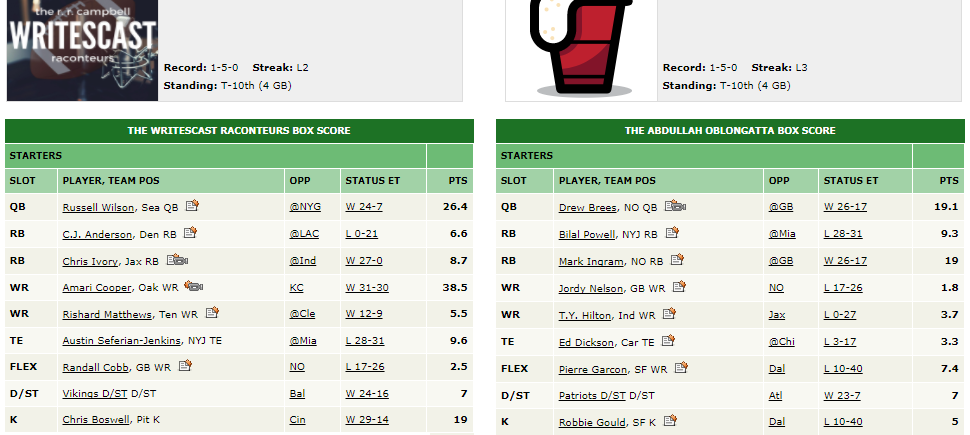 the r.r. campbell
WRITESCAST
raconteurs
Record: 1-5-0 Streak: L2
Standing: T-10th (4 GB)
Record: 1-5-0 Streak: L3
Standing: T-10th (4 GB)
THE WRITESCAST RACONTEURS BOX SCORE
STARTERS
SLOT PLAYER, TEAM POS OPP STATUS ET PTS
QB Russell Wilson, Sea QB @NYG W 24-7 26.4
RB C.J. Anderson, Den RB @LAC L 0-21 6.6
RB Chris Ivory, Jax RB @Ind W 27-0 8.7
WR Amari Cooper, Oak WR KC W 31-30 38.5
WR Rishard Matthews, Ten WR @Cle W 12-9 5.5
TE Austin Seferian-Jenkins, NYJ TE @Mia L 28-31 9.6
FLEX Randall Cobb, GB WR NO L 17-26 2.5
D/ST Vikings D/ST D/ST Bal W 24-16 7
K Chris Boswell, Pit K Cin W 29-14 19
THE ABDULLAH OBLONGATTA BOX SCORE
STARTERS
SLOT PLAYER, TEAM POS OPP STATUS ET PTS
QB Drew Brees, NO QB @GB W 26-17 19.1
RB Bilal Powell, NYJ RB @Mia L 28-31 9.3
RB Mark Ingram, NO RB @GB W 26-17 19
WR Jordy Nelson, GB WR NO L 17-26 1.8
WR T.Y. Hilton, Ind WR Jax L 0-27 3.7
TE Ed Dickson, Car TE @Chi L 3-17 3.3
FLEX Pierre Garcon, SF WR Dal L 10-40 7.4
D/ST Patriots D/ST D/ST Atl W 23-7 7
K Robbie Gould, SF K Dal L 10-40 5